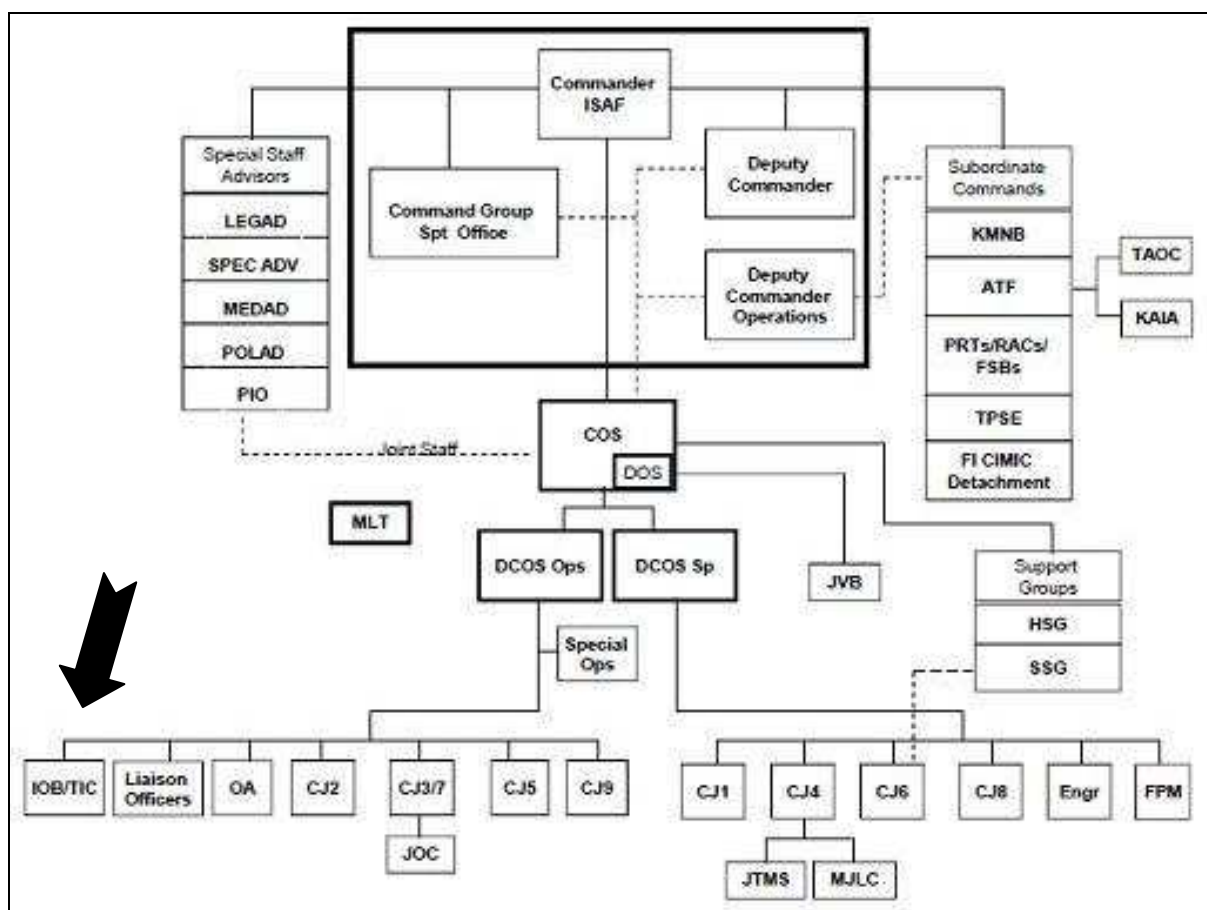 Commander
ISAF
Special Staff
Advisors
LEGAD
SPEC ADV
MEDAD
POLAD
PIO
Command Group
Spt Office
Deputy
Commander
Deputy
Commander
Operations
Subordinate
Commands
KMNB
ATF
PRTs/RACs/
FSBs
TPSE
FI CIMIC
Detachment
TAOC
KAIA
Joint Staff
COS
DOS
MLT
DCOS Ops
DCOS Sp
JVB
Support
Groups
HSG
SSG
Special
Ops
IOB/TIC
Liaison
Officers
OA
CJ2
CJ3/7
CJ5
CJ9
JOC
CJ1
CJ4
CJ6
CJ8
Engr
FPM
JTMS
MJLC